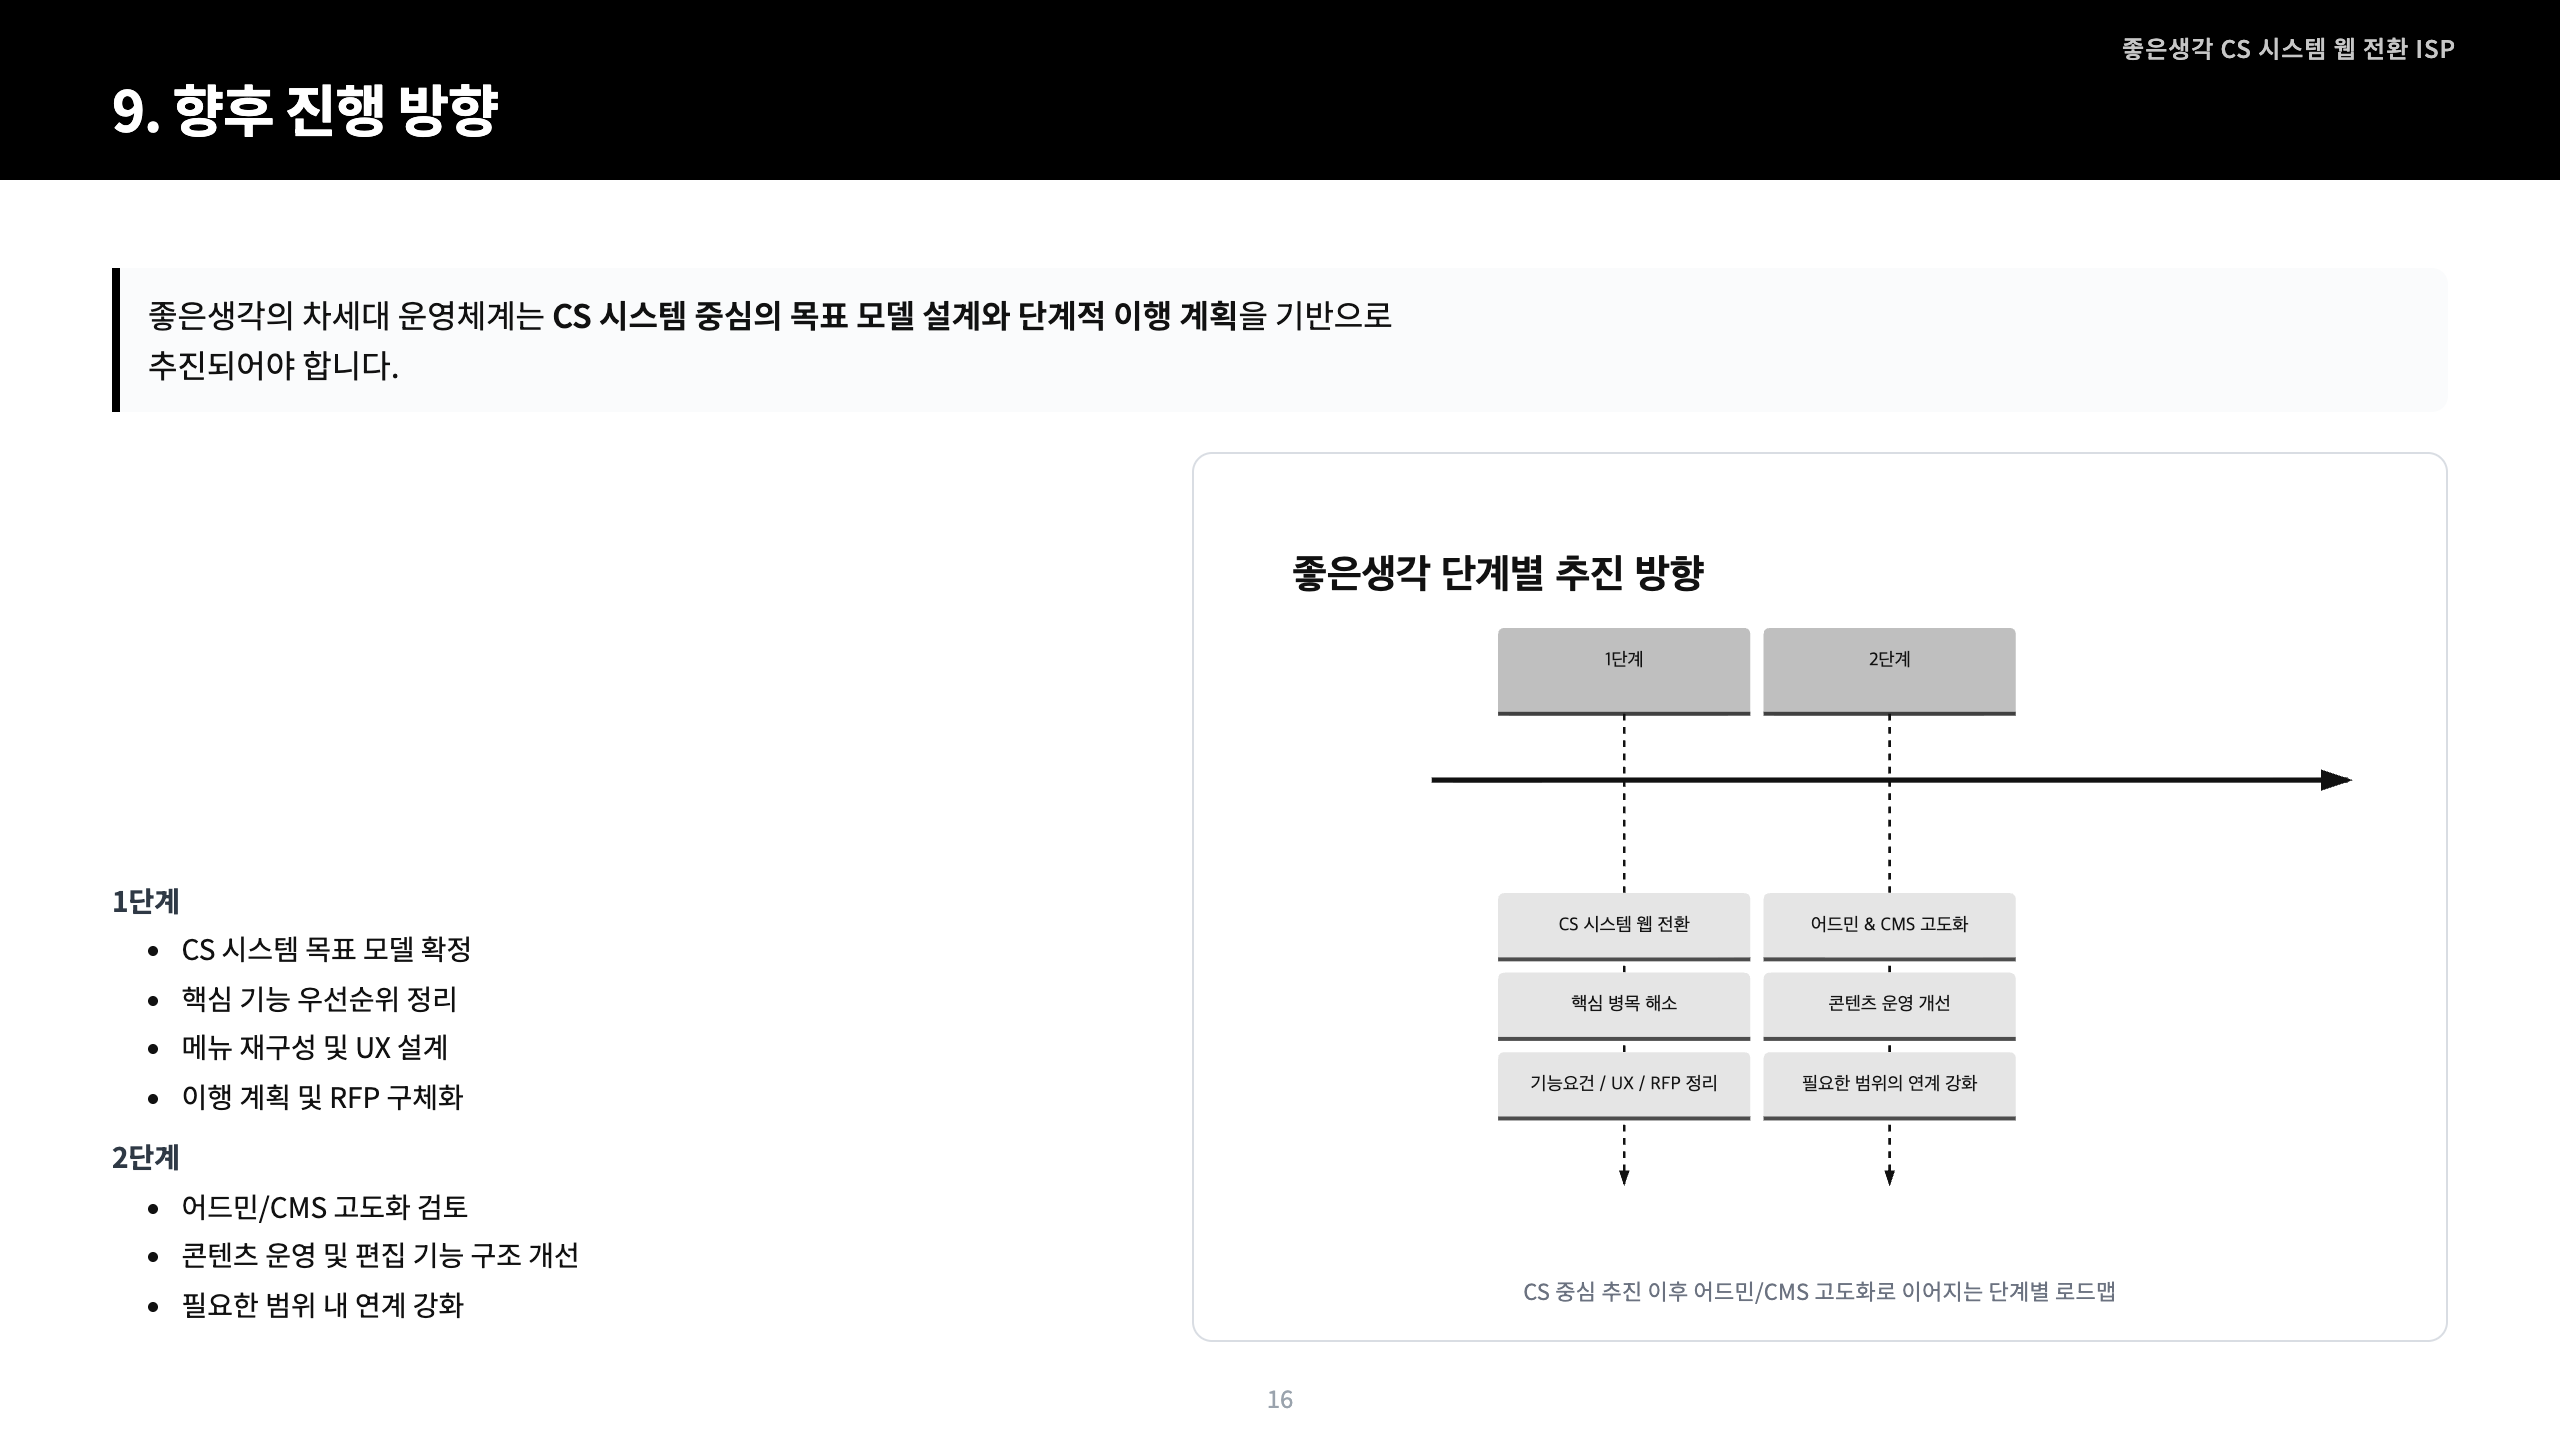 좋은생각 CS 시스템 웹 전환 ISP
9. 향후 진행 방향
좋은생각의 차세대 운영체계는 CS 시스템 중심의 목표 모델 설계와 단계적 이행 계획을 기반으로
추진되어야 합니다.
1단계
• CS 시스템 목표 모델 확정
• 핵심 기능 우선순위 정리
• 메뉴 재구성 및 UX 설계
• 이행 계획 및 RFP 구체화
2단계
• 어드민/CMS 고도화 검토
• 콘텐츠 운영 및 편집 기능 구조 개선
• 필요한 범위 내 연계 강화
좋은생각 단계별 추진 방향
1단계
2단계
CS 시스템 웹 전환
어드민 & CMS 고도화
핵심 병목 해소
콘텐츠 운영 개선
기능요건 / UX / RFP 정리
필요한 범위의 연계 강화
CS 중심 추진 이후 어드민/CMS 고도화로 이어지는 단계별 로드맵
16